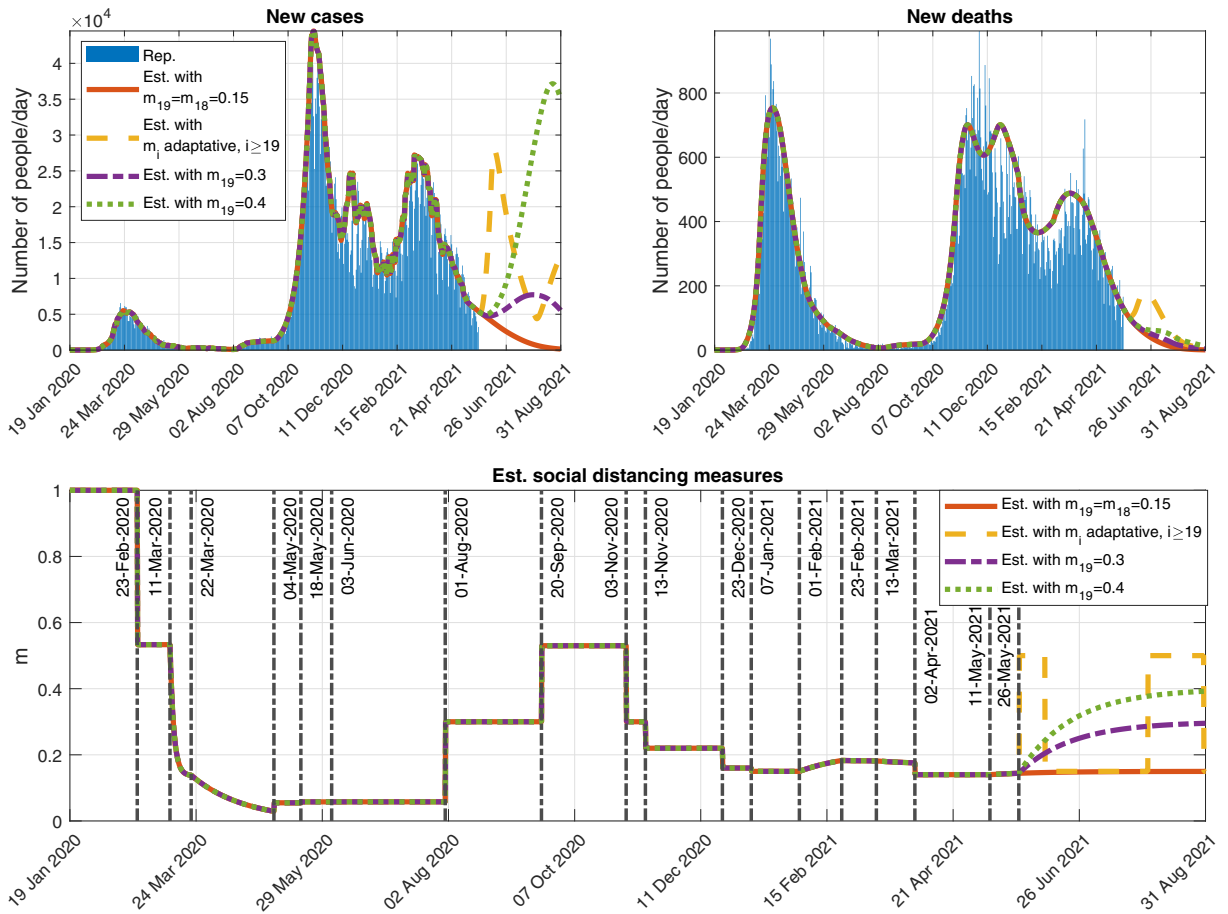 New cases
×10⁴
4
3.5
3
2.5
2
1.5
1
0.5
0
Number of people/day
Rep.
Est. with
m₁₉=m₁₈=0.15
Est. with
mᵢ adaptative, i≥19
Est. with m₁₉=0.3
Est. with m₁₉=0.4
19 Jan 2020
24 Mar 2020
29 May 2020
02 Aug 2020
07 Oct 2020
11 Dec 2020
15 Feb 2021
21 Apr 2021
26 Jun 2021
31 Aug 2021
New deaths
800
600
400
200
0
Number of people/day
19 Jan 2020
24 Mar 2020
29 May 2020
02 Aug 2020
07 Oct 2020
11 Dec 2020
15 Feb 2021
21 Apr 2021
26 Jun 2021
31 Aug 2021
Est. social distancing measures
1
0.8
0.6
0.4
0.2
0
m
23-Feb-2020
11-Mar-2020
22-Mar-2020
04-May-2020
18-May-2020
03-Jun-2020
01-Aug-2020
20-Sep-2020
03-Nov-2020
13-Nov-2020
23-Dec-2020
07-Jan-2021
01-Feb-2021
23-Feb-2021
13-Mar-2021
02-Apr-2021
11-May-2021
26-May-2021
Est. with m₁₉=m₁₈=0.15
Est. with mᵢ adaptative, i≥19
Est. with m₁₉=0.3
Est. with m₁₉=0.4
19 Jan 2020
24 Mar 2020
29 May 2020
02 Aug 2020
07 Oct 2020
11 Dec 2020
15 Feb 2021
21 Apr 2021
26 Jun 2021
31 Aug 2021